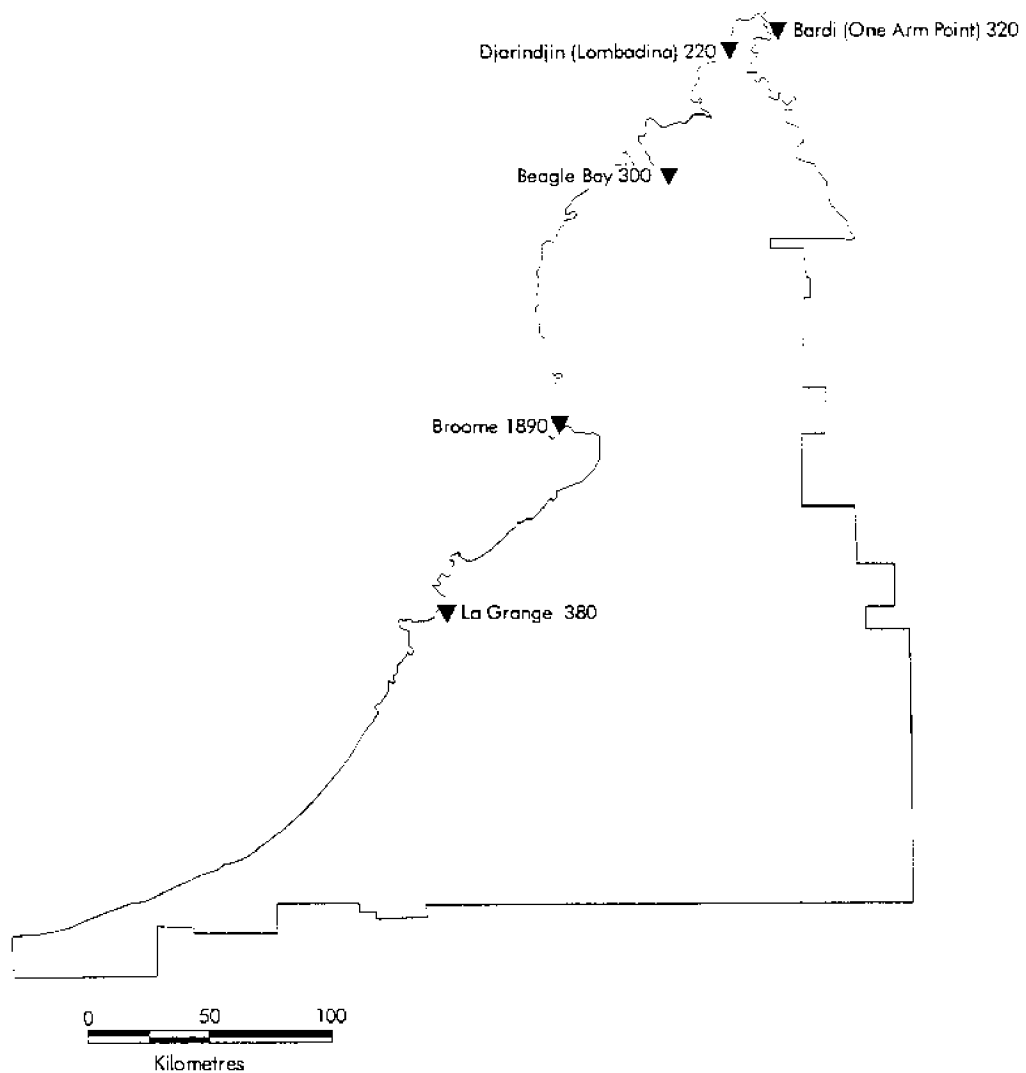 Bardi (One Arm Point) 320
Djarindjin (Lombadina) 220
Beagle Bay 300
Broome 1890
La Grange 380
0 50 100
Kilometres